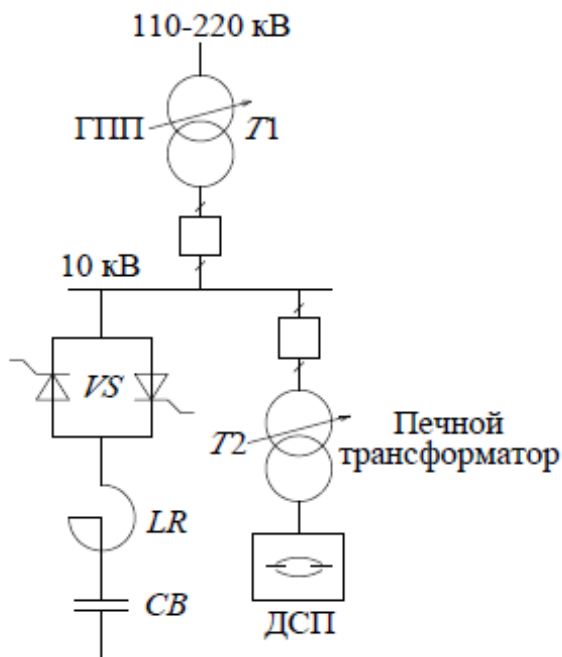 110-220 кВ
ГПП
T1
10 кВ
VS
T2
Печной
трансформатор
LR
CB
ДСП